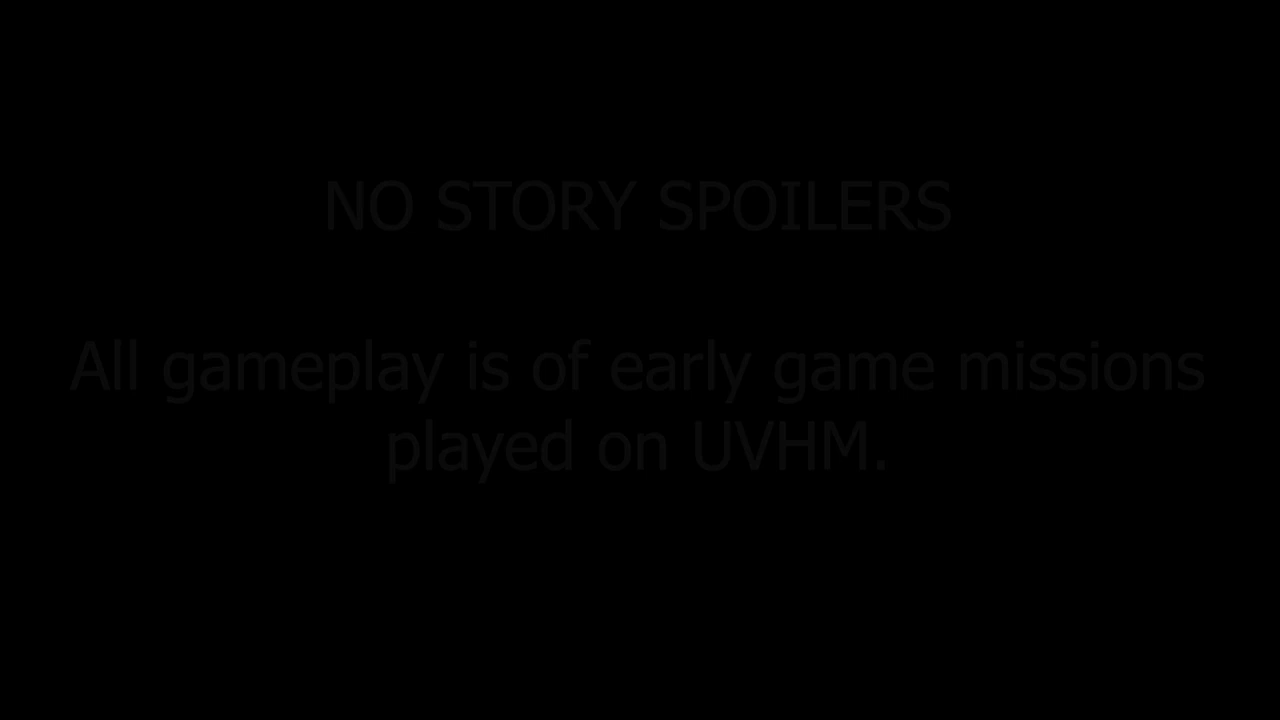 NO STORY SPOILERS
All gameplay is of early game missions
played on UVHM.